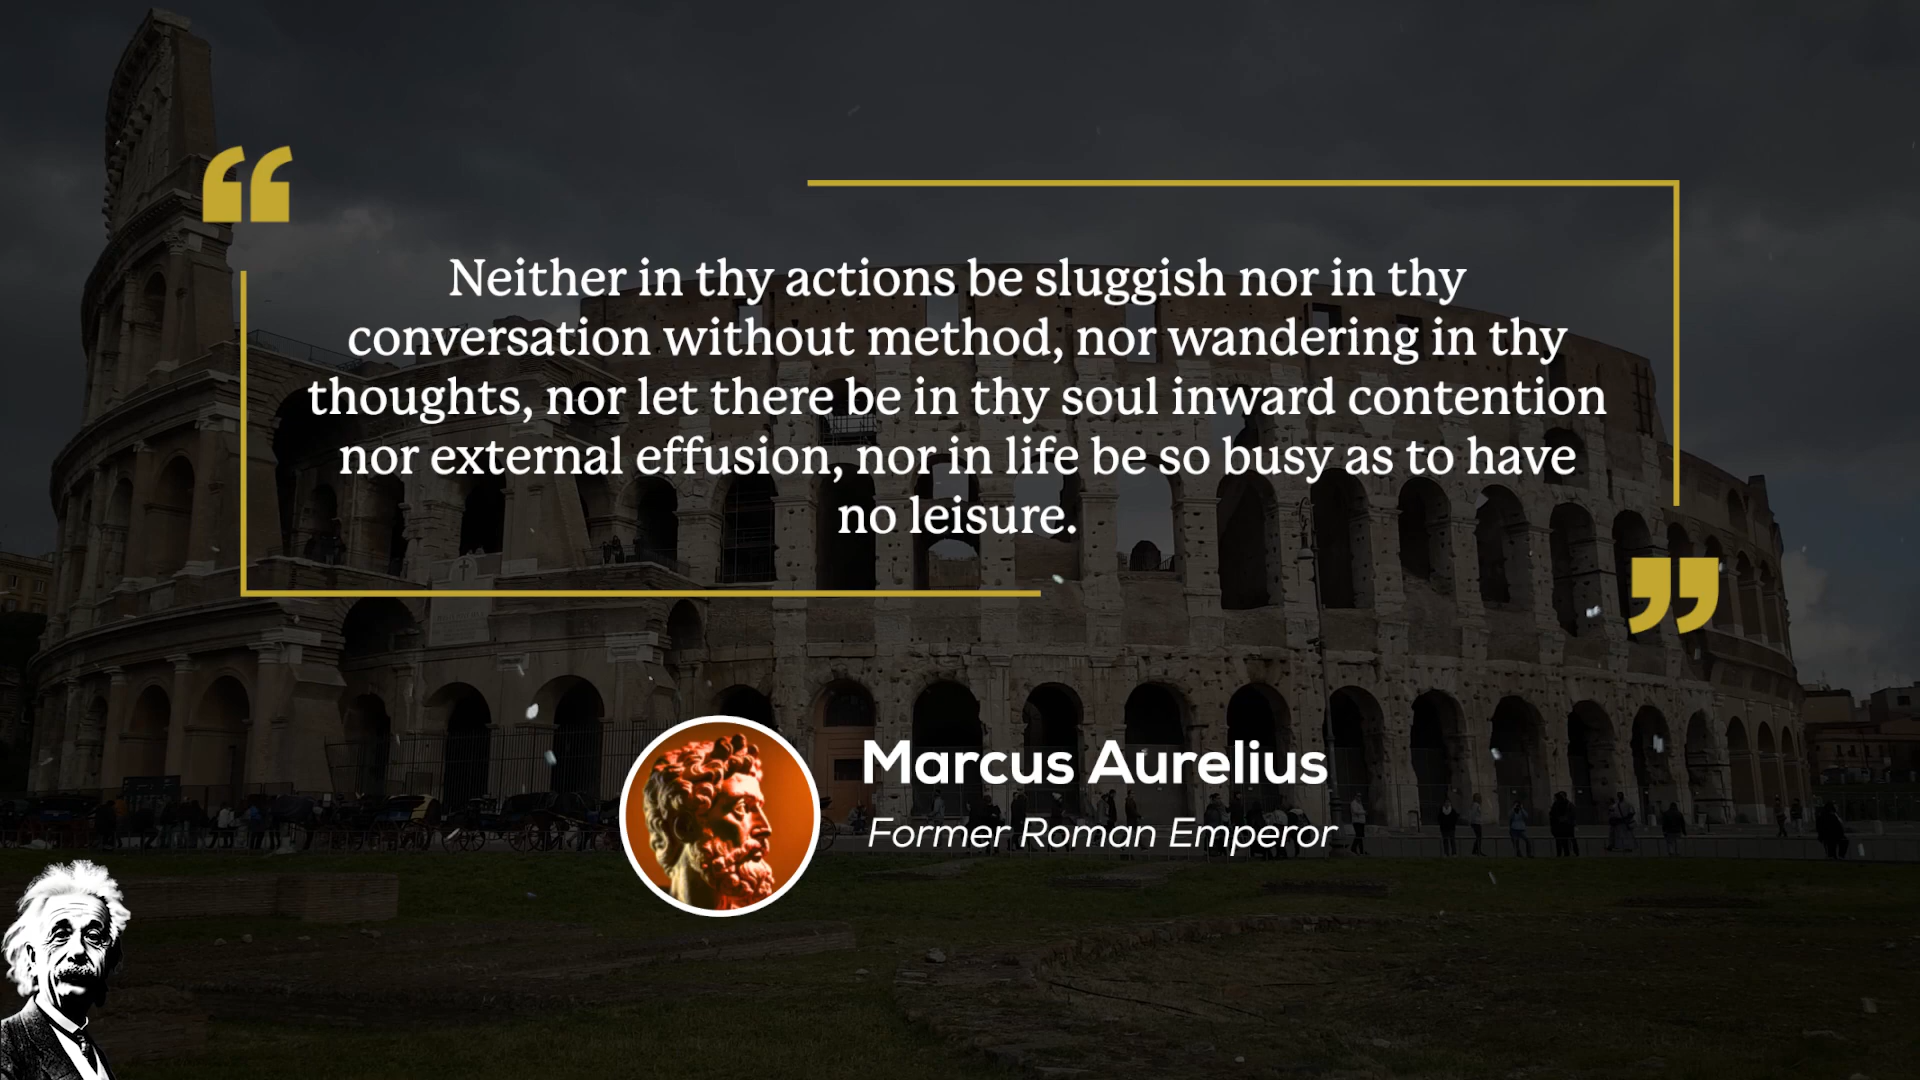 “
Neither in thy actions be sluggish nor in thy
conversation without method, nor wandering in thy
thoughts, nor let there be in thy soul inward contention
nor external effusion, nor in life be so busy as to have
no leisure.
”
Marcus Aurelius
Former Roman Emperor